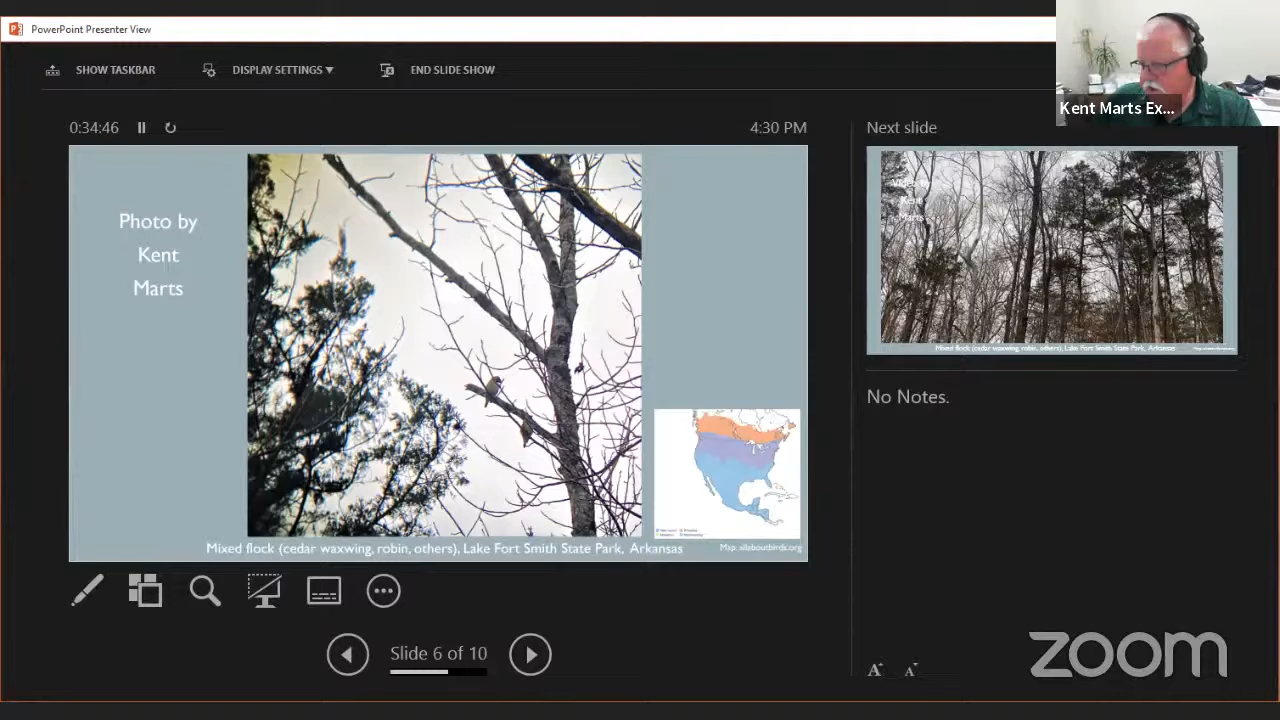 PowerPoint Presenter View
SHOW TASKBAR
DISPLAY SETTINGS
END SLIDE SHOW
Kent Marts Ex...
0:34:46
4:30 PM
Next slide
Photo by
Kent
Marts
Kent
Marts
Mixed flock (cedar waxwing, robin, others), Lake Fort Smith State Park, Arkansas
Mixed flock (cedar waxwing, robin, others), Lake Fort Smith State Park, Arkansas
Map: allaboutbirds.org
No Notes.
Slide 6 of 10
zoom